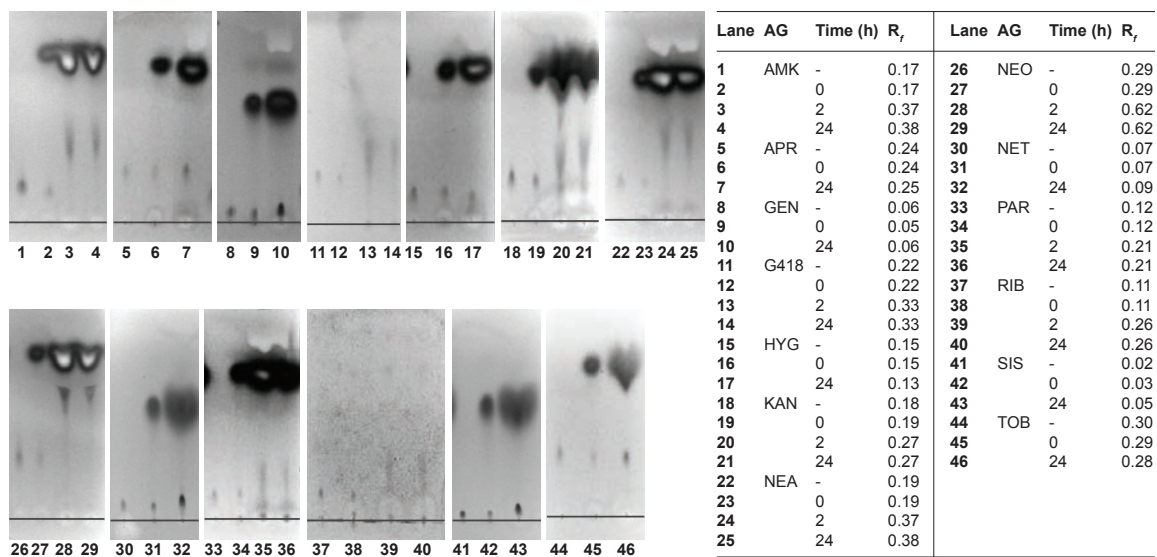 1 2 3 4 5 6 7 8 9 10 11 12 13 14 15 16 17 18 19 20 21 22 23 24 25
26 27 28 29 30 31 32 33 34 35 36 37 38 39 40 41 42 43 44 45 46
Lane AG Time (h) Rf
1 AMK - 0.17
2 0 0.17
3 2 0.37
4 24 0.38
5 APR - 0.24
6 0 0.24
7 24 0.25
8 GEN - 0.06
9 0 0.05
10 24 0.06
11 G418 - 0.22
12 0 0.22
13 2 0.33
14 24 0.33
15 HYG - 0.15
16 0 0.15
17 24 0.13
18 KAN - 0.18
19 0 0.19
20 2 0.27
21 24 0.27
22 NEA - 0.19
23 0 0.19
24 2 0.37
25 24 0.38
Lane AG Time (h) Rf
26 NEO - 0.29
27 0 0.29
28 2 0.62
29 24 0.62
30 NET - 0.07
31 0 0.07
32 24 0.09
33 PAR - 0.12
34 0 0.12
35 2 0.21
36 24 0.21
37 RIB - 0.11
38 0 0.11
39 2 0.26
40 24 0.26
41 SIS - 0.02
42 0 0.03
43 24 0.05
44 TOB - 0.30
45 0 0.29
46 24 0.28